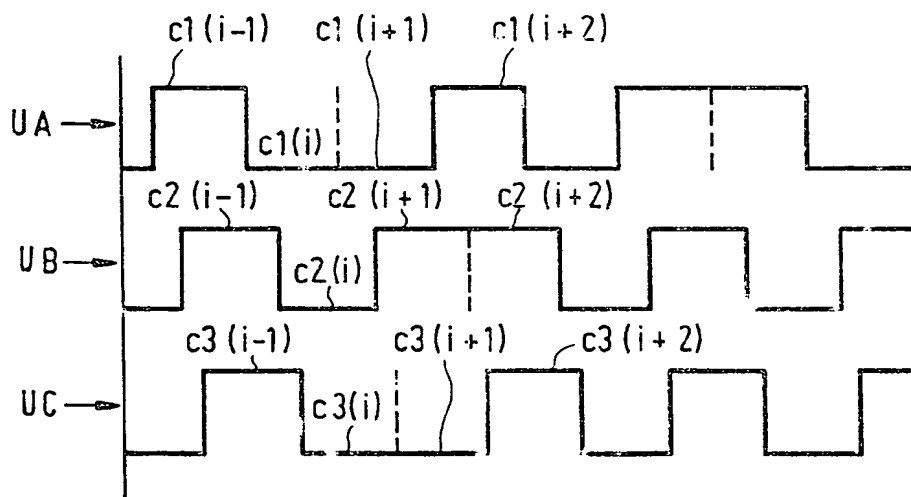 c1(i-1) c1(i+1) c1(i+2)
UA
c1(i)
c2(i-1) c2(i+1) c2(i+2)
UB
c2(i)
c3(i-1) c3(i+1) c3(i+2)
UC
c3(i)